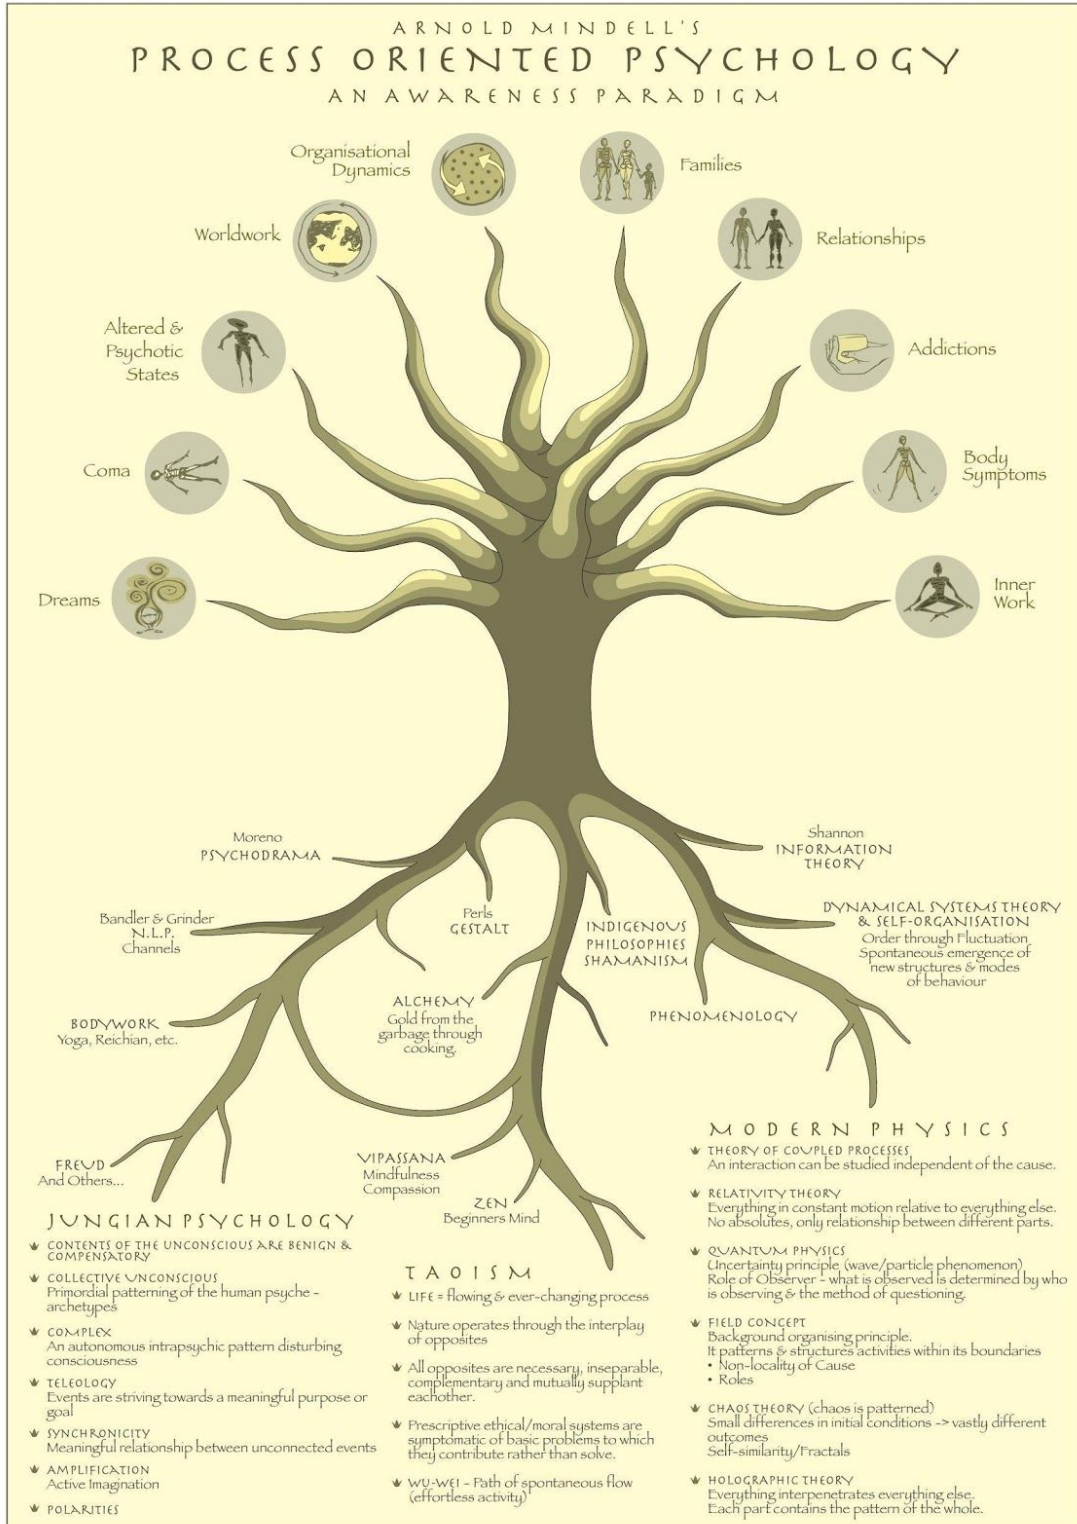 ARNOLD MINDELL'S
PROCESS ORIENTED PSYCHOLOGY
AN AWARENESS PARADIGM
Organisational
Dynamics
Families
Worldwork
Relationships
Altered &
Psychotic
States
Addictions
Coma
Body
Symptoms
Dreams
Inner
Work
Moreno
PSYCHODRAMA
Shannon
INFORMATION
THEORY
Bandler & Grinder
N.L.P.
Channels
Perls
GESTALT
INDIGENOUS
PHILOSOPHIES
SHAMANISM
DYNAMICAL SYSTEMS THEORY
& SELF-ORGANISATION
Order through Fluctuation
Spontaneous emergence of
new structures & modes
of behaviour
BODYWORK
Yoga, Reichian, etc.
ALCHEMY
Gold from the
garbage through
cooking.
PHENOMENOLOGY
FREUD
And Others...
VIPASSANA
Mindfulness
Compassion
ZEN
Beginners Mind
JUNGIAN PSYCHOLOGY
CONTENTS OF THE UNCONSCIOUS ARE BENIGN &
COMPENSATORY
COLLECTIVE UNCONSCIOUS
Primordial patterning of the human psyche -
archetypes
COMPLEX
An autonomous intrapsychic pattern disturbing
consciousness
TELEOLOGY
Events are striving towards a meaningful purpose or
goal
SYNCHRONICITY
Meaningful relationship between unconnected events
AMPLIFICATION
Active Imagination
POLARITIES
TAOISM
LIFE = flowing & ever-changing process
Nature operates through the interplay
of opposites
All opposites are necessary, inseparable,
complementary and mutually supplant
eachother.
Prescriptive ethical/moral systems are
symptomatic of basic problems to which
they contribute rather than solve.
WU-WEI - Path of spontaneous flow
(effortless activity)
MODERN PHYSICS
THEORY OF COUPLED PROCESSES
An interaction can be studied independent of the cause.
RELATIVITY THEORY
Everything in constant motion relative to everything else.
No absolutes, only relationship between different parts.
QUANTUM PHYSICS
Uncertainty principle (wave/particle phenomenon)
Role of Observer - what is observed is determined by who
is observing & the method of questioning.
FIELD CONCEPT
Background organising principle.
It patterns & structures activities within its boundaries
• Non-locality of Cause
• Roles
CHAOS THEORY (chaos is patterned)
Small differences in initial conditions -> vastly different
outcomes
Self-similarity/Fractals
HOLOGRAPHIC THEORY
Everything interpenetrates everything else.
Each part contains the pattern of the whole.